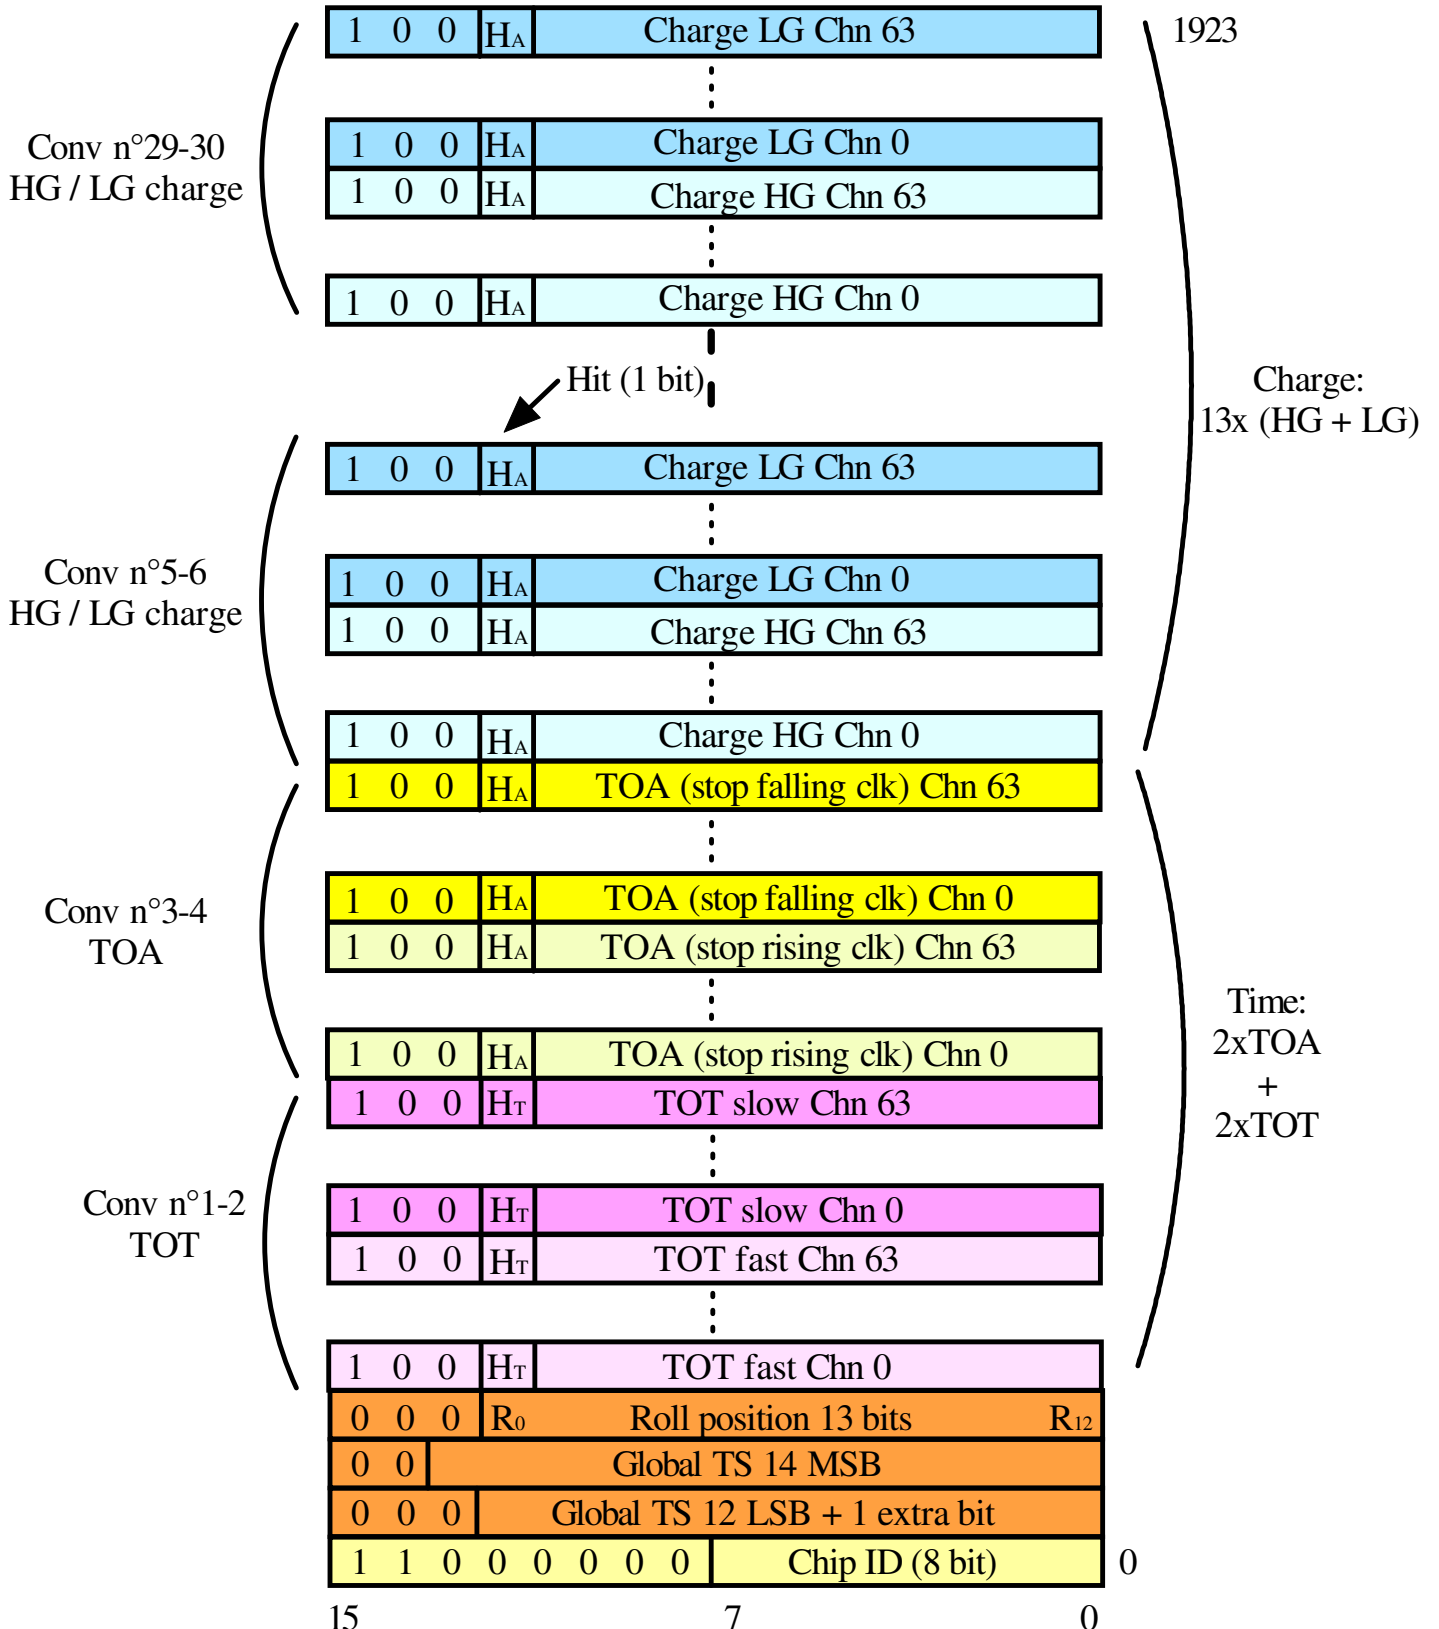 1 0 0 HA Charge LG Chn 63 1923
Conv n°29-30
HG / LG charge
1 0 0 HA Charge LG Chn 0
1 0 0 HA Charge HG Chn 63
1 0 0 HA Charge HG Chn 0
Hit (1 bit)
Charge:
13x (HG + LG)
1 0 0 HA Charge LG Chn 63
Conv n°5-6
HG / LG charge
1 0 0 HA Charge LG Chn 0
1 0 0 HA Charge HG Chn 63
1 0 0 HA Charge HG Chn 0
1 0 0 HA TOA (stop falling clk) Chn 63
Conv n°3-4
TOA
1 0 0 HA TOA (stop falling clk) Chn 0
1 0 0 HA TOA (stop rising clk) Chn 63
1 0 0 HA TOA (stop rising clk) Chn 0
Time:
2xTOA
+
2xTOT
1 0 0 HT TOT slow Chn 63
Conv n°1-2
TOT
1 0 0 HT TOT slow Chn 0
1 0 0 HT TOT fast Chn 63
1 0 0 HT TOT fast Chn 0
0 0 0 R0 Roll position 13 bits R12
0 0 Global TS 14 MSB
0 0 0 Global TS 12 LSB + 1 extra bit
1 1 0 0 0 0 0 0 Chip ID (8 bit) 0
15 7 0